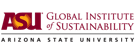 ASU GLOBAL INSTITUTE
of SUSTAINABILITY
ARIZONA STATE UNIVERSITY